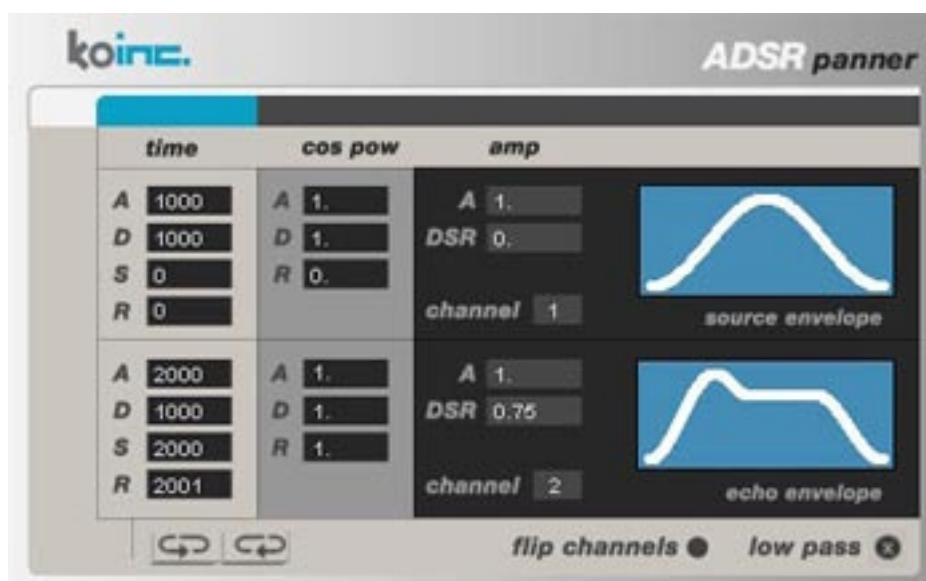 koinc.
ADSR panner
time cos pow amp
A 1000 A 1. A 1.
D 1000 D 1. DSR 0.
S 0 R 0.
R 0 channel 1 source envelope
A 2000 A 1. A 1.
D 1000 D 1. DSR 0.75
S 2000 R 1.
R 2001 channel 2 echo envelope
flip channels low pass x